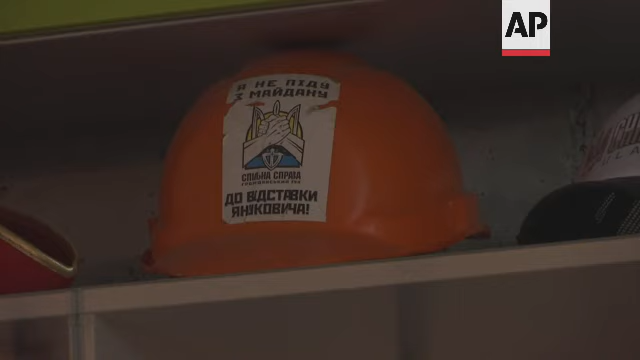 AP
Я НЕ ПІДУ
З МАЙДАНУ
СПІЛЬНА СПРАВА
ДО ВІДСТАВКИ
ЯНУКОВИЧА!